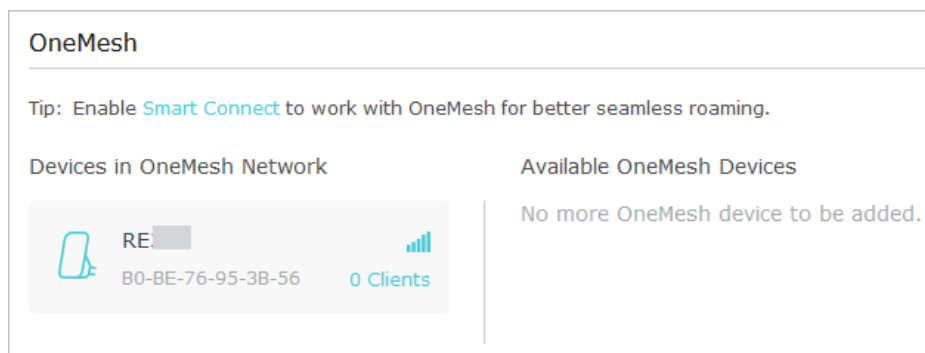 OneMesh
Tip: Enable Smart Connect to work with OneMesh for better seamless roaming.
Devices in OneMesh Network
RE
B0-BE-76-95-3B-56
0 Clients
Available OneMesh Devices
No more OneMesh device to be added.